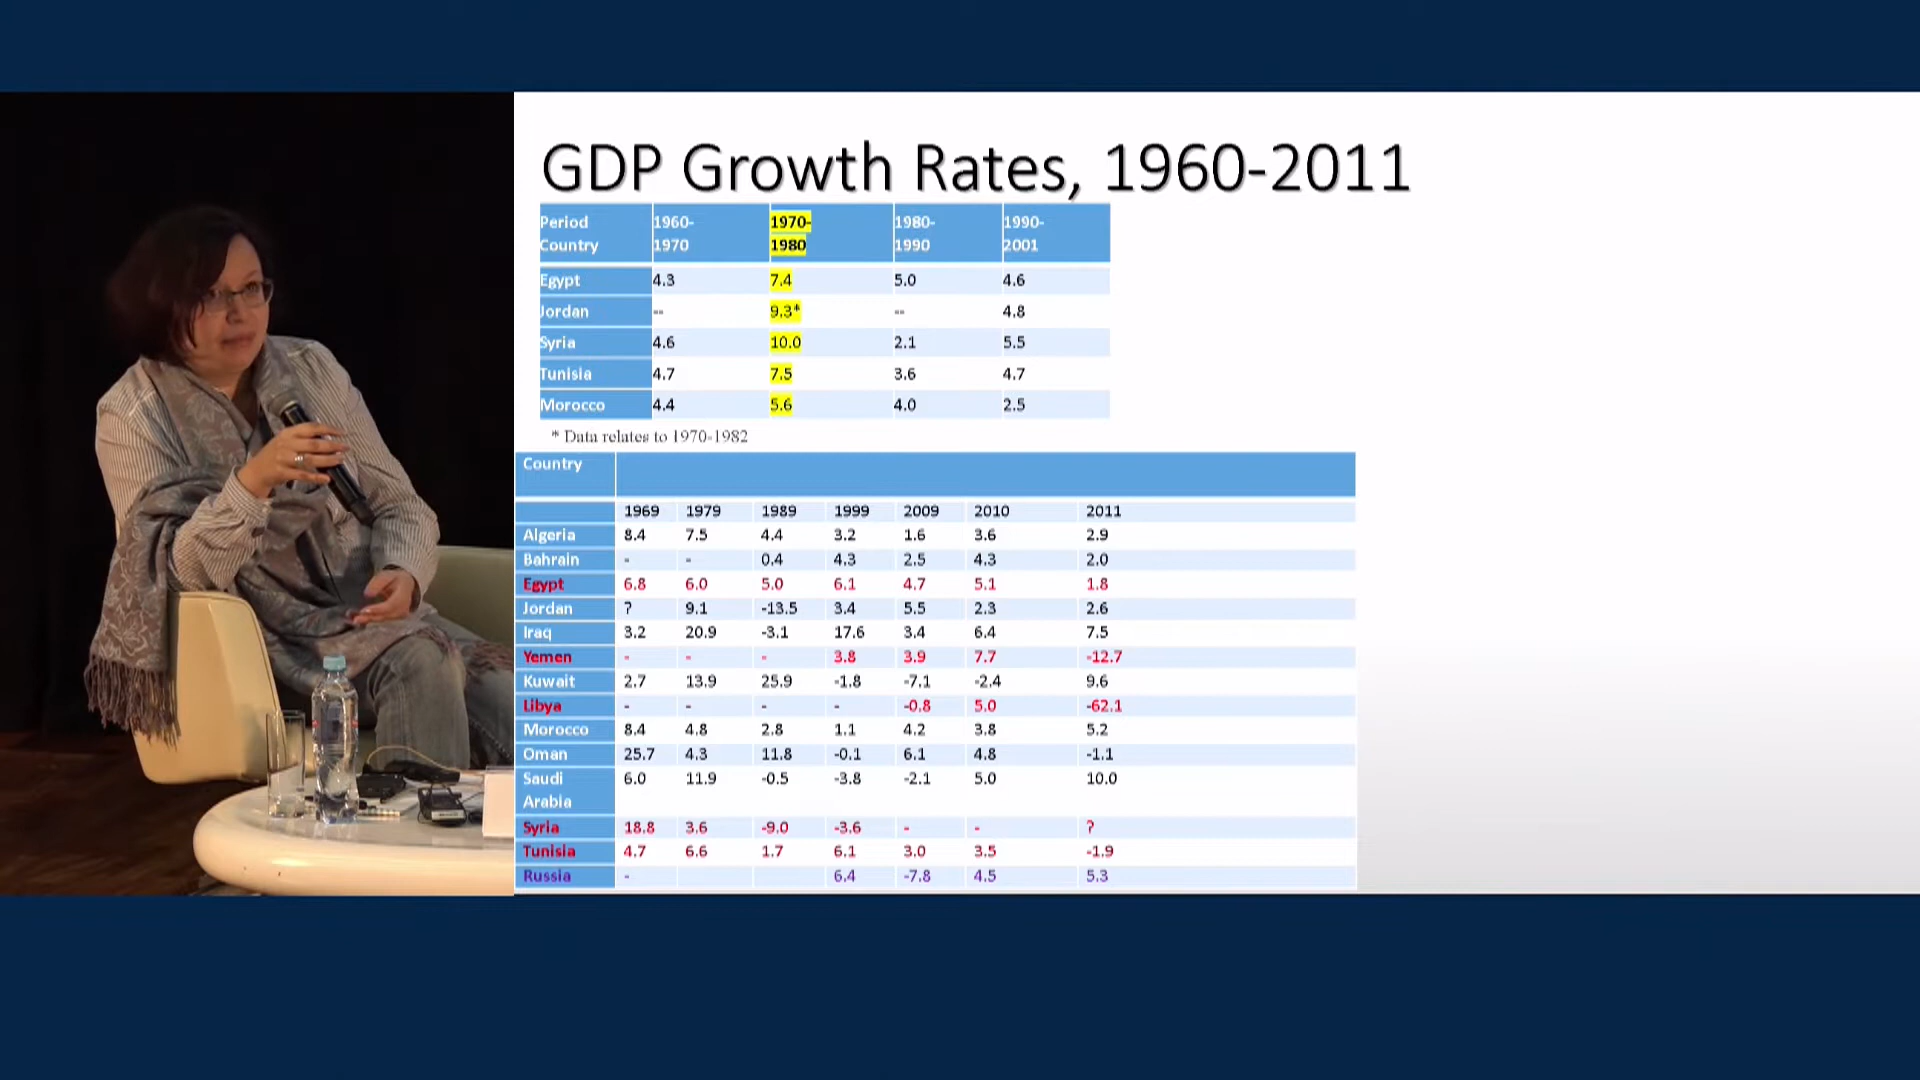 GDP Growth Rates, 1960-2011
Period Country 1960-1970 1970-1980 1980-1990 1990-2001
Egypt 4.3 7.4 5.0 4.6
Jordan -- 9.3* -- 4.8
Syria 4.6 10.0 2.1 5.5
Tunisia 4.7 7.5 3.6 4.7
Morocco 4.4 5.6 4.0 2.5
* Data relates to 1970-1982
Country
1969 1979 1989 1999 2009 2010 2011
Algeria 8.4 7.5 4.4 3.2 1.6 3.6 2.9
Bahrain - - 0.4 4.3 2.5 4.3 2.0
Egypt 6.8 6.0 5.0 6.1 4.7 5.1 1.8
Jordan ? 9.1 -13.5 3.4 5.5 2.3 2.6
Iraq 3.2 20.9 -3.1 17.6 3.4 6.4 7.5
Yemen - - - 3.8 3.9 7.7 -12.7
Kuwait 2.7 13.9 25.9 -1.8 -7.1 -2.4 9.6
Libya - - - - -0.8 5.0 -62.1
Morocco 8.4 4.8 2.8 1.1 4.2 3.8 5.2
Oman 25.7 4.3 11.8 -0.1 6.1 4.8 -1.1
Saudi Arabia 6.0 11.9 -0.5 -3.8 -2.1 5.0 10.0
Syria 18.8 3.6 -9.0 -3.6 - - ?
Tunisia 4.7 6.6 1.7 6.1 3.0 3.5 -1.9
Russia - 6.4 -7.8 4.5 5.3